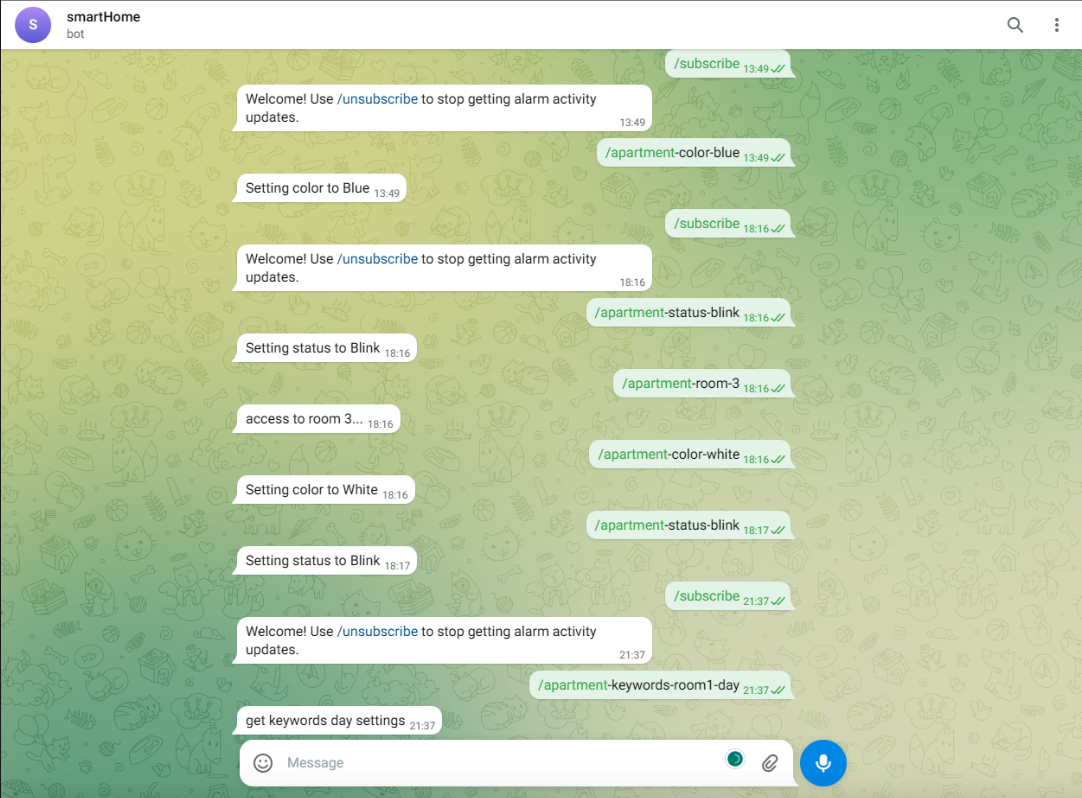 S
smartHome
bot
/subscribe 13:49
Welcome! Use /unsubscribe to stop getting alarm activity
updates. 13:49
/apartment-color-blue 13:49
Setting color to Blue 13:49
/subscribe 18:16
Welcome! Use /unsubscribe to stop getting alarm activity
updates. 18:16
/apartment-status-blink 18:16
Setting status to Blink 18:16
/apartment-room-3 18:16
access to room 3... 18:16
/apartment-color-white 18:16
Setting color to White 18:16
/apartment-status-blink 18:17
Setting status to Blink 18:17
/subscribe 21:37
Welcome! Use /unsubscribe to stop getting alarm activity
updates. 21:37
/apartment-keywords-room1-day 21:37
get keywords day settings 21:37
Message